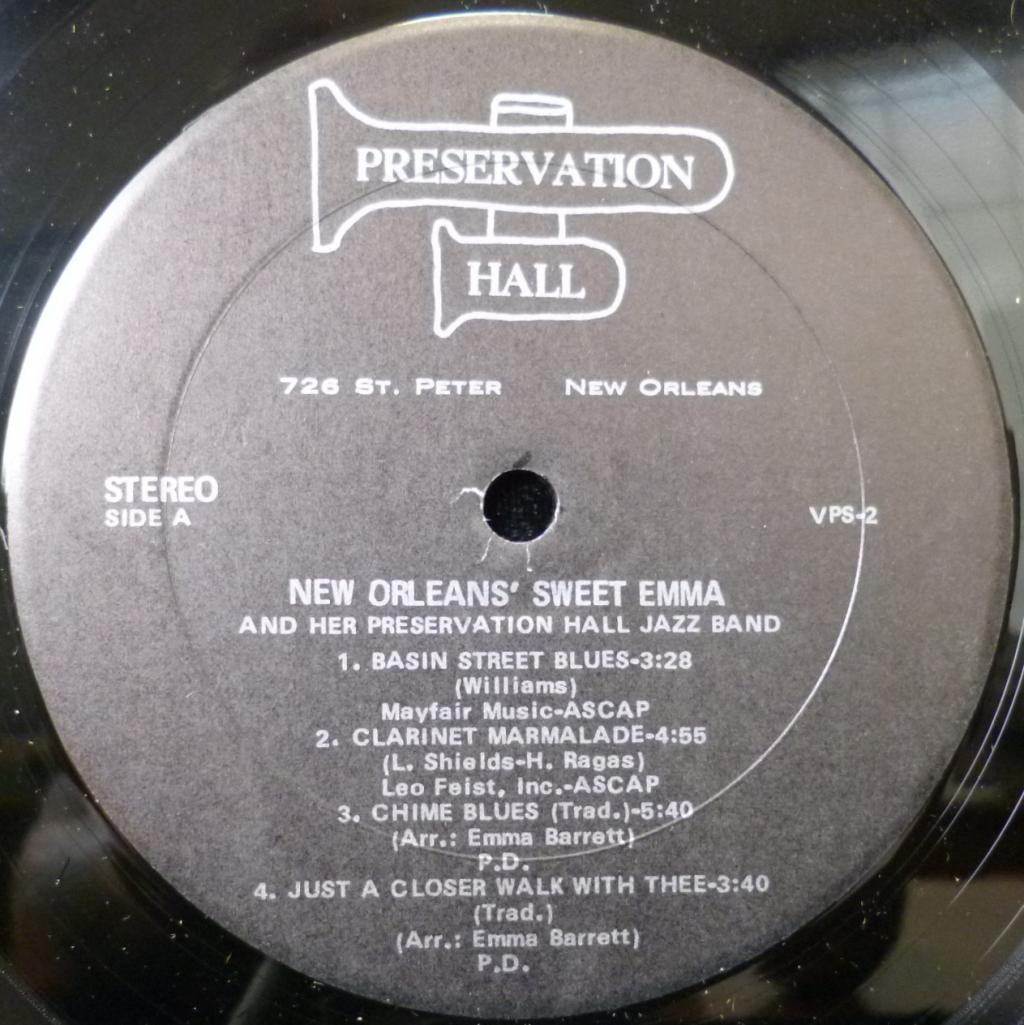 PRESERVATION
HALL
726 ST. PETER NEW ORLEANS
STEREO
SIDE A
VPS-2
NEW ORLEANS' SWEET EMMA
AND HER PRESERVATION HALL JAZZ BAND
1. BASIN STREET BLUES-3:28
(Williams)
Mayfair Music-ASCAP
2. CLARINET MARMALADE-4:55
(L. Shields-H. Ragas)
Leo Feist, Inc.-ASCAP
3. CHIME BLUES (Trad.)-5:40
(Arr.: Emma Barrett)
P.D.
4. JUST A CLOSER WALK WITH THEE-3:40
(Trad.)
(Arr.: Emma Barrett)
P.D.